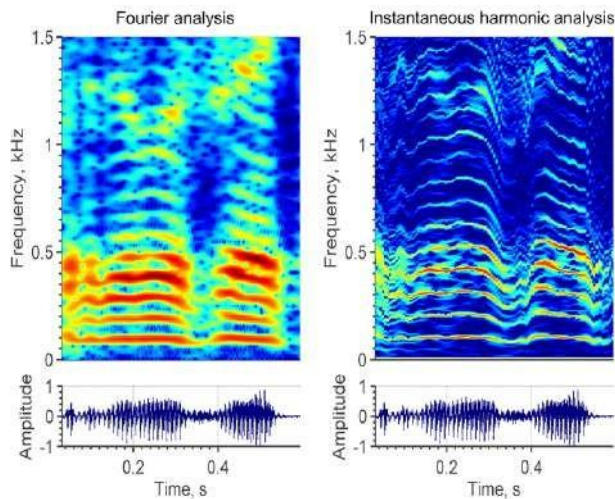 Fourier analysis
Instantaneous harmonic analysis
1.5
1
0.5
0
Frequency, kHz
1.5
1
0.5
0
Frequency, kHz
1
0
-1
Amplitude
0.2 0.4
Time, s
1
0
-1
Amplitude
0.2 0.4
Time, s